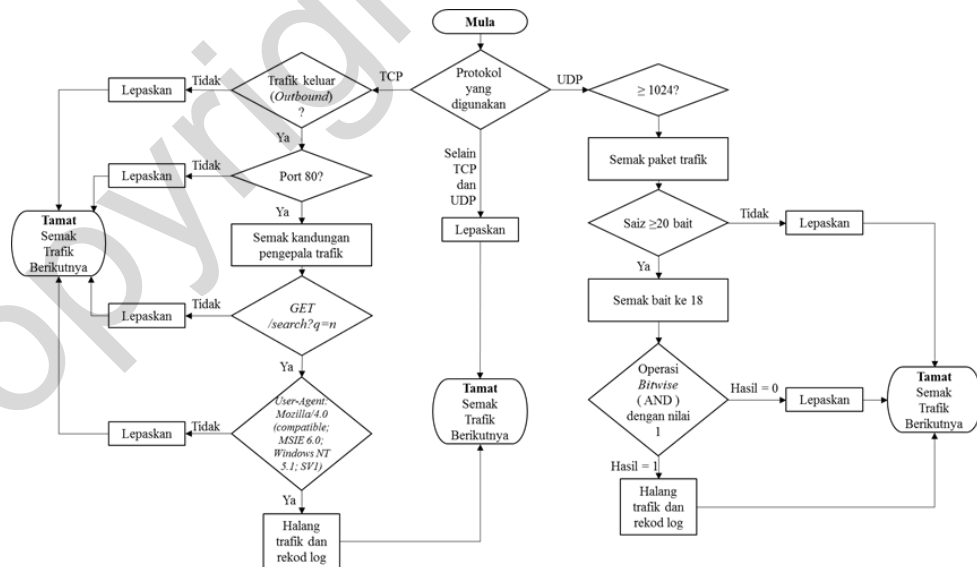 Mula
Protokol
yang
digunakan
TCP
UDP
Selain
TCP
dan
UDP
Lepaskan
Tamat
Semak
Trafik
Berikutnya
Trafik keluar
(Outbound)
?
Tidak
Lepaskan
Ya
Port 80?
Tidak
Lepaskan
Ya
Semak kandungan
pengepala trafik
GET
/search?q=n
Tidak
Lepaskan
Ya
User-Agent:
Mozilla/4.0
(compatible;
MSIE 6.0;
Windows NT
5.1; SV1)
Tidak
Lepaskan
Ya
Halang
trafik dan
rekod log
Tamat
Semak
Trafik
Berikutnya
≥ 1024?
Semak paket trafik
Saiz ≥20 bait
Tidak
Lepaskan
Ya
Semak bait ke 18
Operasi
Bitwise
( AND )
dengan nilai
1
Hasil = 0
Lepaskan
Hasil = 1
Halang
trafik dan
rekod log
Tamat
Semak
Trafik
Berikutnya